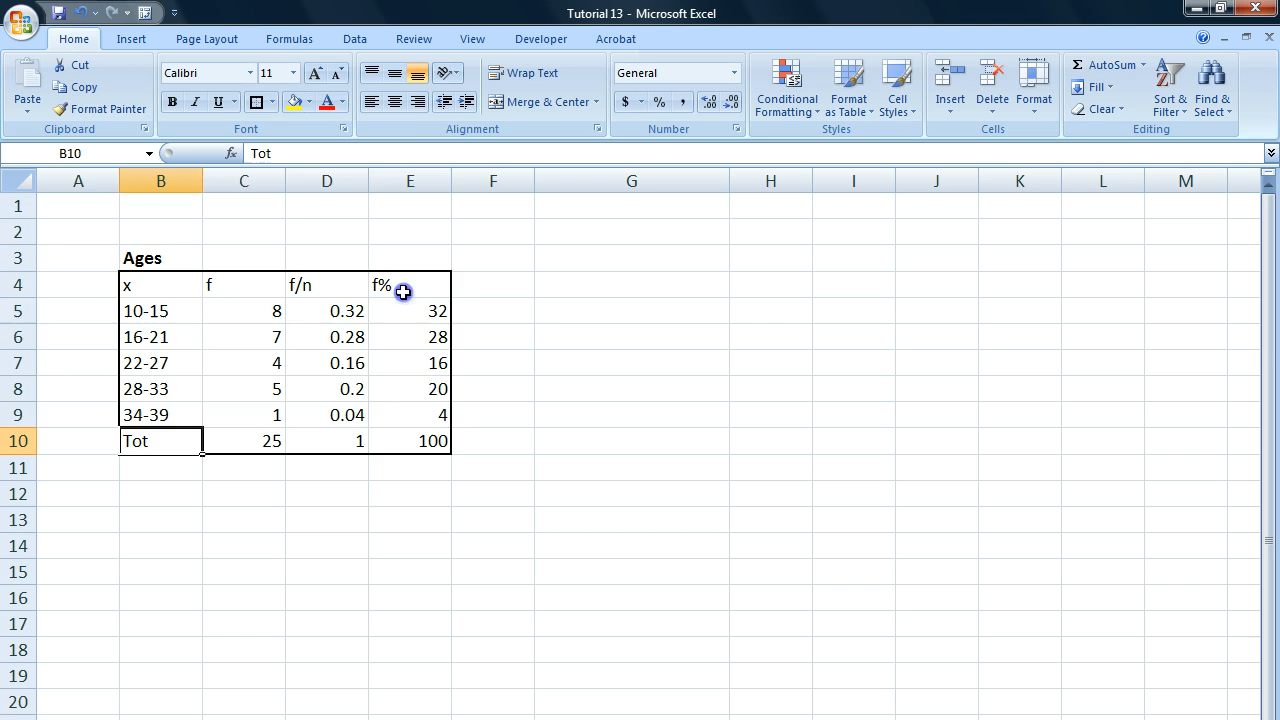 Tutorial 13 - Microsoft Excel
Home Insert Page Layout Formulas Data Review View Developer Acrobat
Paste Cut Copy Format Painter Clipboard
Calibri 11 A A B I U A Font
Wrap Text Merge & Center Alignment
General $ % , .0 .00 .00 .0 Number
Conditional Formatting Format as Table Cell Styles Styles
Insert Delete Format Cells
Σ AutoSum Fill Clear Sort & Filter Find & Select Editing
B10 fx Tot
A B C D E F G H I J K L M
1
2
3 Ages
4 x f f/n f%
5 10-15 8 0.32 32
6 16-21 7 0.28 28
7 22-27 4 0.16 16
8 28-33 5 0.2 20
9 34-39 1 0.04 4
10 Tot 25 1 100
11
12
13
14
15
16
17
18
19
20